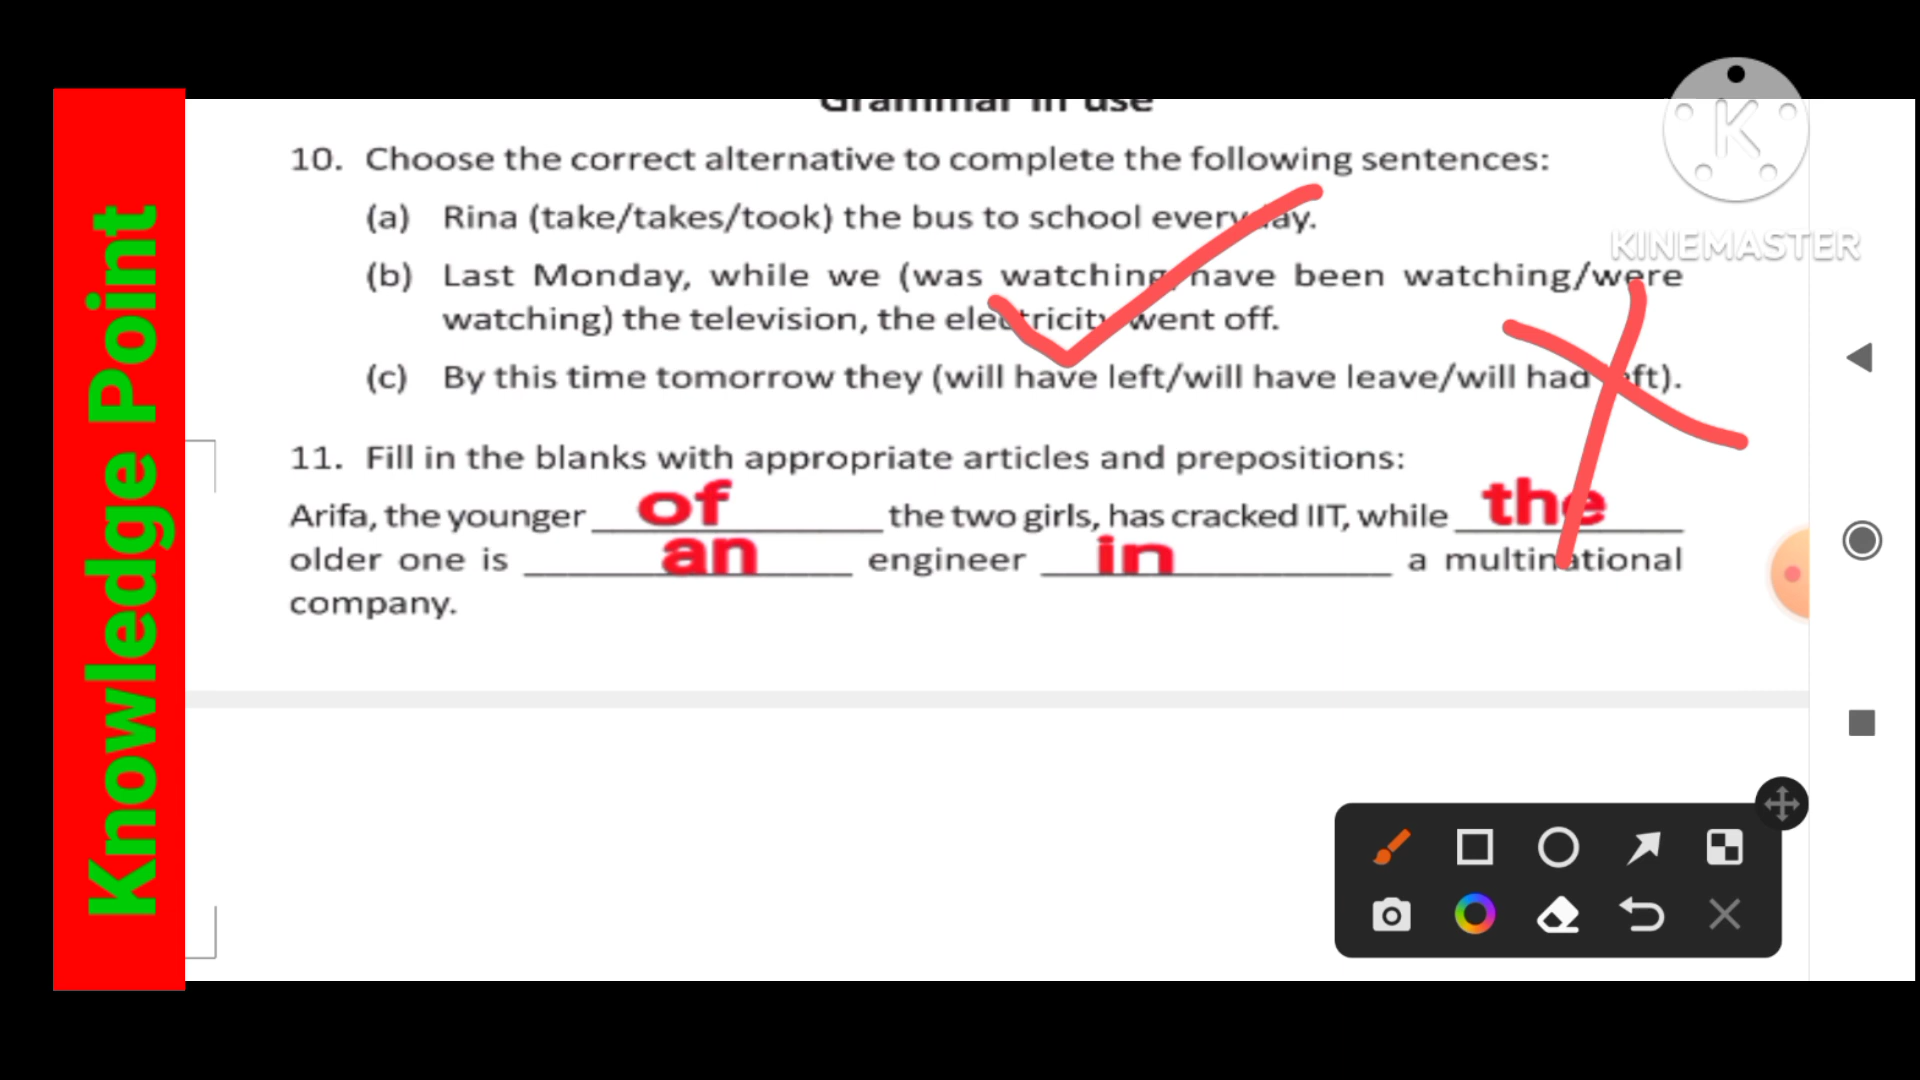 Grammar in use
KINEMASTER
Knowledge Point
10. Choose the correct alternative to complete the following sentences:
(a) Rina (take/takes/took) the bus to school every day.
(b) Last Monday, while we (was watching/have been watching/were
watching) the television, the electricity went off.
(c) By this time tomorrow they (will have left/will have leave/will had left).
11. Fill in the blanks with appropriate articles and prepositions:
Arifa, the younger of the two girls, has cracked IIT, while the
older one is an engineer in a multinational
company.